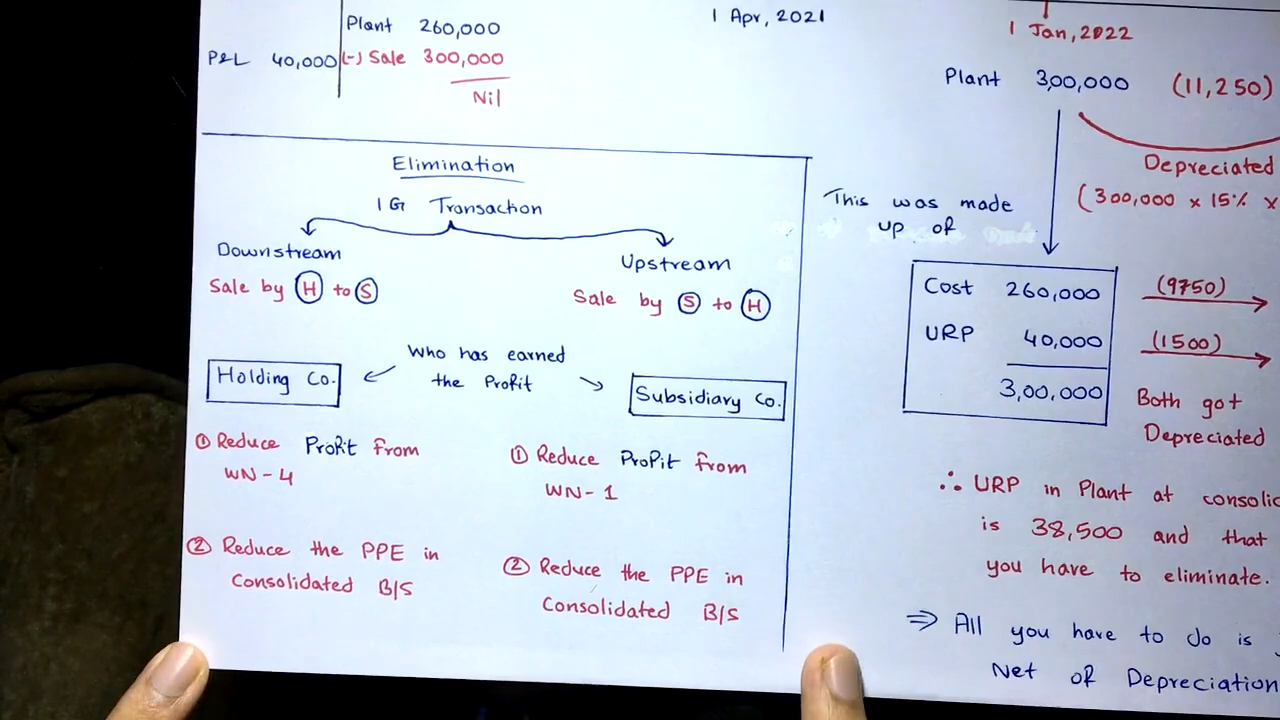 Plant 260,000
P&L 40,000 (-) Sale 300,000
Nil
Elimination
IG Transaction
Downstream
Sale by H to S
Upstream
Sale by S to H
Who has earned
the Profit
Holding Co.
Subsidiary Co.
① Reduce Profit from
WN-4
① Reduce Profit from
WN-1
② Reduce the PPE in
Consolidated B/S
② Reduce the PPE in
Consolidated B/S
1 Apr, 2021
1 Jan, 2022
Plant 3,00,000 (11,250)
Depreciated
(300,000 x 15% x
This was made
up of
Cost 260,000 (9750)
URP 40,000 (1500)
3,00,000
Both got
Depreciated
∴ URP in Plant at consolid
is 38,500 and that
you have to eliminate.
⇒ All you have to do is
Net of Depreciation